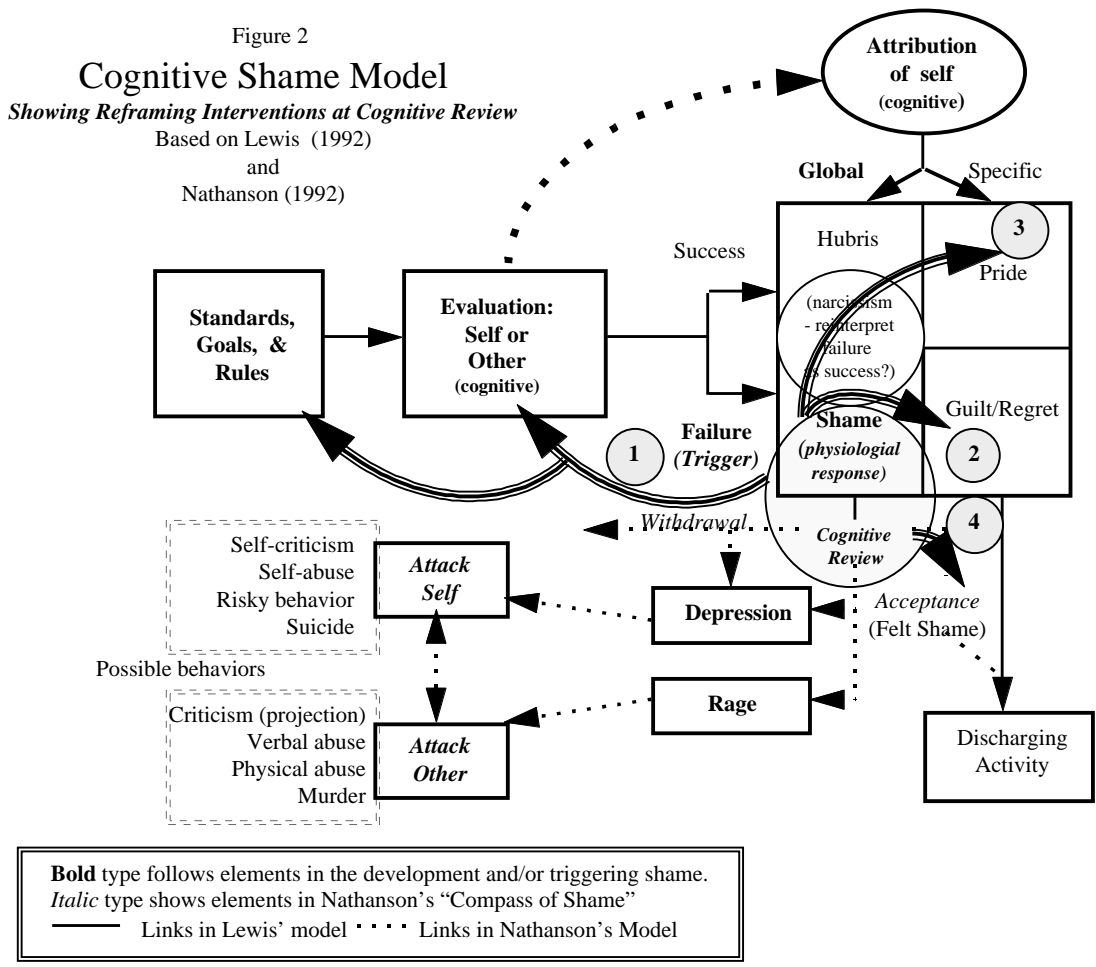 Figure 2
Cognitive Shame Model
Showing Reframing Interventions at Cognitive Review
Based on Lewis (1992)
and
Nathanson (1992)
Attribution
of self
(cognitive)
Global
Specific
Success
Hubris
3
Pride
(narcissism
- reinterpret
failure
as success?)
Standards,
Goals, &
Rules
Evaluation:
Self or
Other
(cognitive)
1
Failure
(Trigger)
Shame
(physiologial
response)
Guilt/Regret
2
4
Withdrawal
Cognitive
Review
Acceptance
(Felt Shame)
Self-criticism
Self-abuse
Risky behavior
Suicide
Attack
Self
Depression
Possible behaviors
Criticism (projection)
Verbal abuse
Physical abuse
Murder
Attack
Other
Rage
Discharging
Activity
Bold type follows elements in the development and/or triggering shame.
Italic type shows elements in Nathanson's “Compass of Shame”
Links in Lewis' model
Links in Nathanson's Model